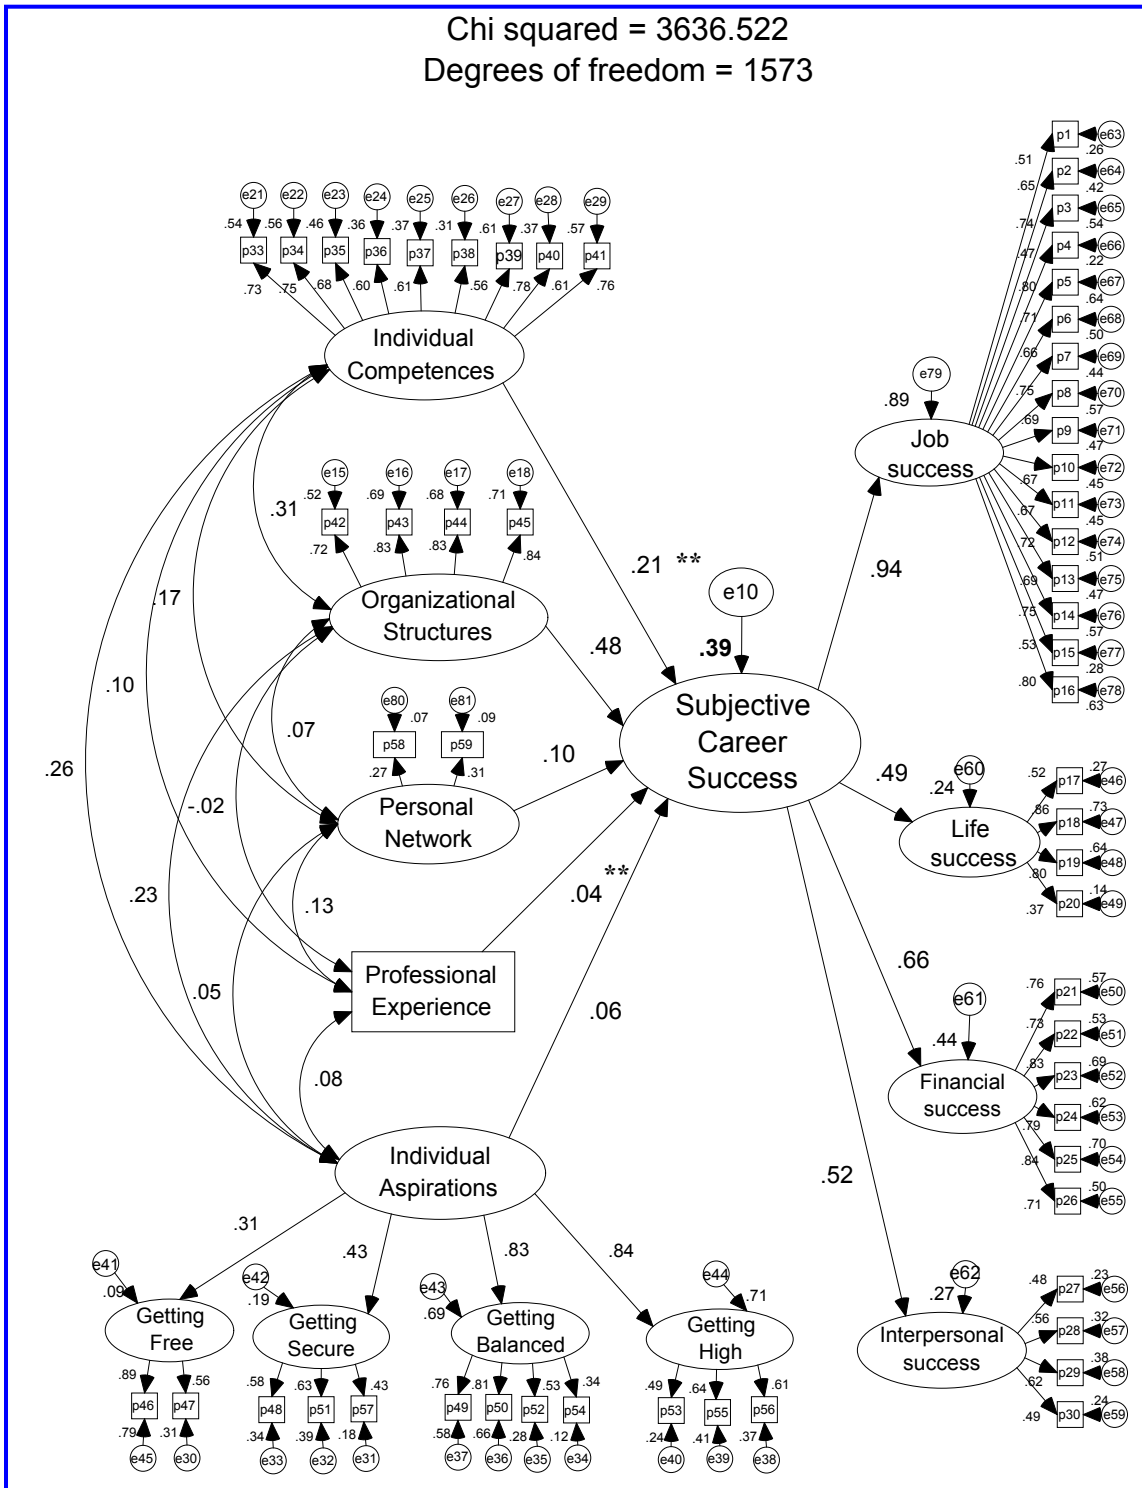 Chi squared = 3636.522
Degrees of freedom = 1573
e21 e22 e23 e24 e25 e26 e27 e28 e29
.54 .56 .46 .36 .37 .31 .61 .37 .57
p33 p34 p35 p36 p37 p38 p39 p40 p41
.73 .75 .68 .60 .61 .56 .78 .61 .76
Individual
Competences
e15 e16 e17 e18
.52 .69 .68 .71
p42 p43 p44 p45
.72 .83 .83 .84
Organizational
Structures
e80 .07 e81 .09
p58 p59
.27 .31
Personal
Network
Professional
Experience
Individual
Aspirations
.31
.17
.10
.07
.26
-.02
.23
.13
.05
.08
.21 **
.48
.10
.04 **
.06
e10
.39
Subjective
Career
Success
.94
.49
.66
.52
e79
.89
Job
success
.51 p1 e63 .26
.65 p2 e64 .42
.74 p3 e65 .54
.47 p4 e66 .22
.80 p5 e67 .64
.71 p6 e68 .50
.66 p7 e69 .44
.75 p8 e70 .57
.69 p9 e71 .47
.67 p10 e72 .45
.67 p11 e73 .45
.72 p12 e74 .51
.69 p13 e75 .47
.75 p14 e76 .57
.53 p15 e77 .28
.80 p16 e78 .63
e60
.24
Life
success
.52 p17 .27 e46
.86 p18 .73 e47
.80 p19 .64 e48
.37 p20 .14 e49
e61
.44
Financial
success
.76 p21 .57 e50
.73 p22 .53 e51
.83 p23 .69 e52
.79 p24 .62 e53
.84 p25 .70 e54
.71 p26 .50 e55
e62
.27
Interpersonal
success
.48 p27 .23 e56
.56 p28 .32 e57
.62 p29 .38 e58
.49 p30 .24 e59
.31 .43 .83 .84
e41 e42 e43 e44
.09 .19 .69 .71
Getting
Free
Getting
Secure
Getting
Balanced
Getting
High
.89 .56 .58 .63 .43 .76 .81 .53 .34 .49 .64 .61
p46 p47 p48 p51 p57 p49 p50 p52 p54 p53 p55 p56
.79 .31 .34 .39 .18 .58 .66 .28 .12 .24 .41 .37
e45 e30 e33 e32 e31 e37 e36 e35 e34 e40 e39 e38